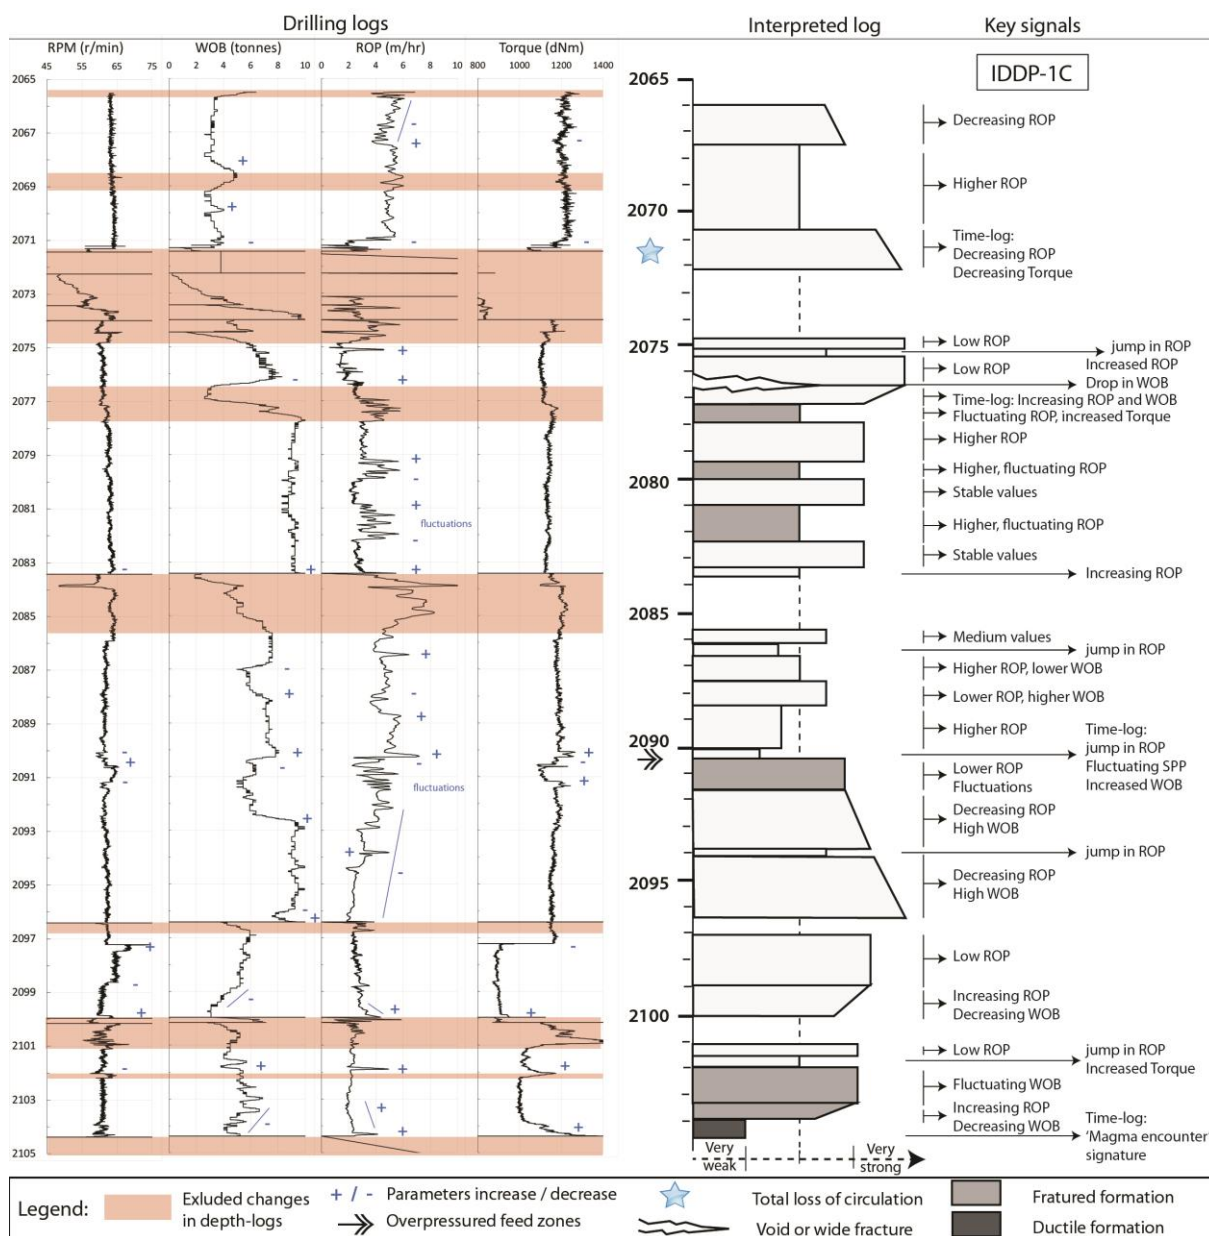 Drilling logs
Interpreted log
Key signals
RPM (r/min)
WOB (tonnes)
ROP (m/hr)
Torque (dNm)
45 55 65 75
0 2 4 6 8 10
0 2 4 6 8 10
800 1000 1200 1400
2065
2067
2069
2071
2073
2075
2077
2079
2081
2083
2085
2087
2089
2091
2093
2095
2097
2099
2101
2103
2105
fluctuations
fluctuations
2065
2070
2075
2080
2085
2090
2095
2100
Very
weak
Very
strong
IDDP-1C
Decreasing ROP
Higher ROP
Time-log:
Decreasing ROP
Decreasing Torque
Low ROP
jump in ROP
Low ROP
Increased ROP
Drop in WOB
Time-log: Increasing ROP and WOB
Fluctuating ROP, increased Torque
Higher ROP
Higher, fluctuating ROP
Stable values
Higher, fluctuating ROP
Stable values
Increasing ROP
Medium values
jump in ROP
Higher ROP, lower WOB
Lower ROP, higher WOB
Higher ROP
Time-log:
jump in ROP
Fluctuating SPP
Increased WOB
Lower ROP
Fluctuations
Decreasing ROP
High WOB
jump in ROP
Decreasing ROP
High WOB
Low ROP
Increasing ROP
Decreasing WOB
Low ROP
jump in ROP
Increased Torque
Fluctuating WOB
Increasing ROP
Decreasing WOB
Time-log:
'Magma encounter'
signature
Legend:
Exluded changes
in depth-logs
+ / - Parameters increase / decrease
Overpressured feed zones
Total loss of circulation
Void or wide fracture
Fratured formation
Ductile formation